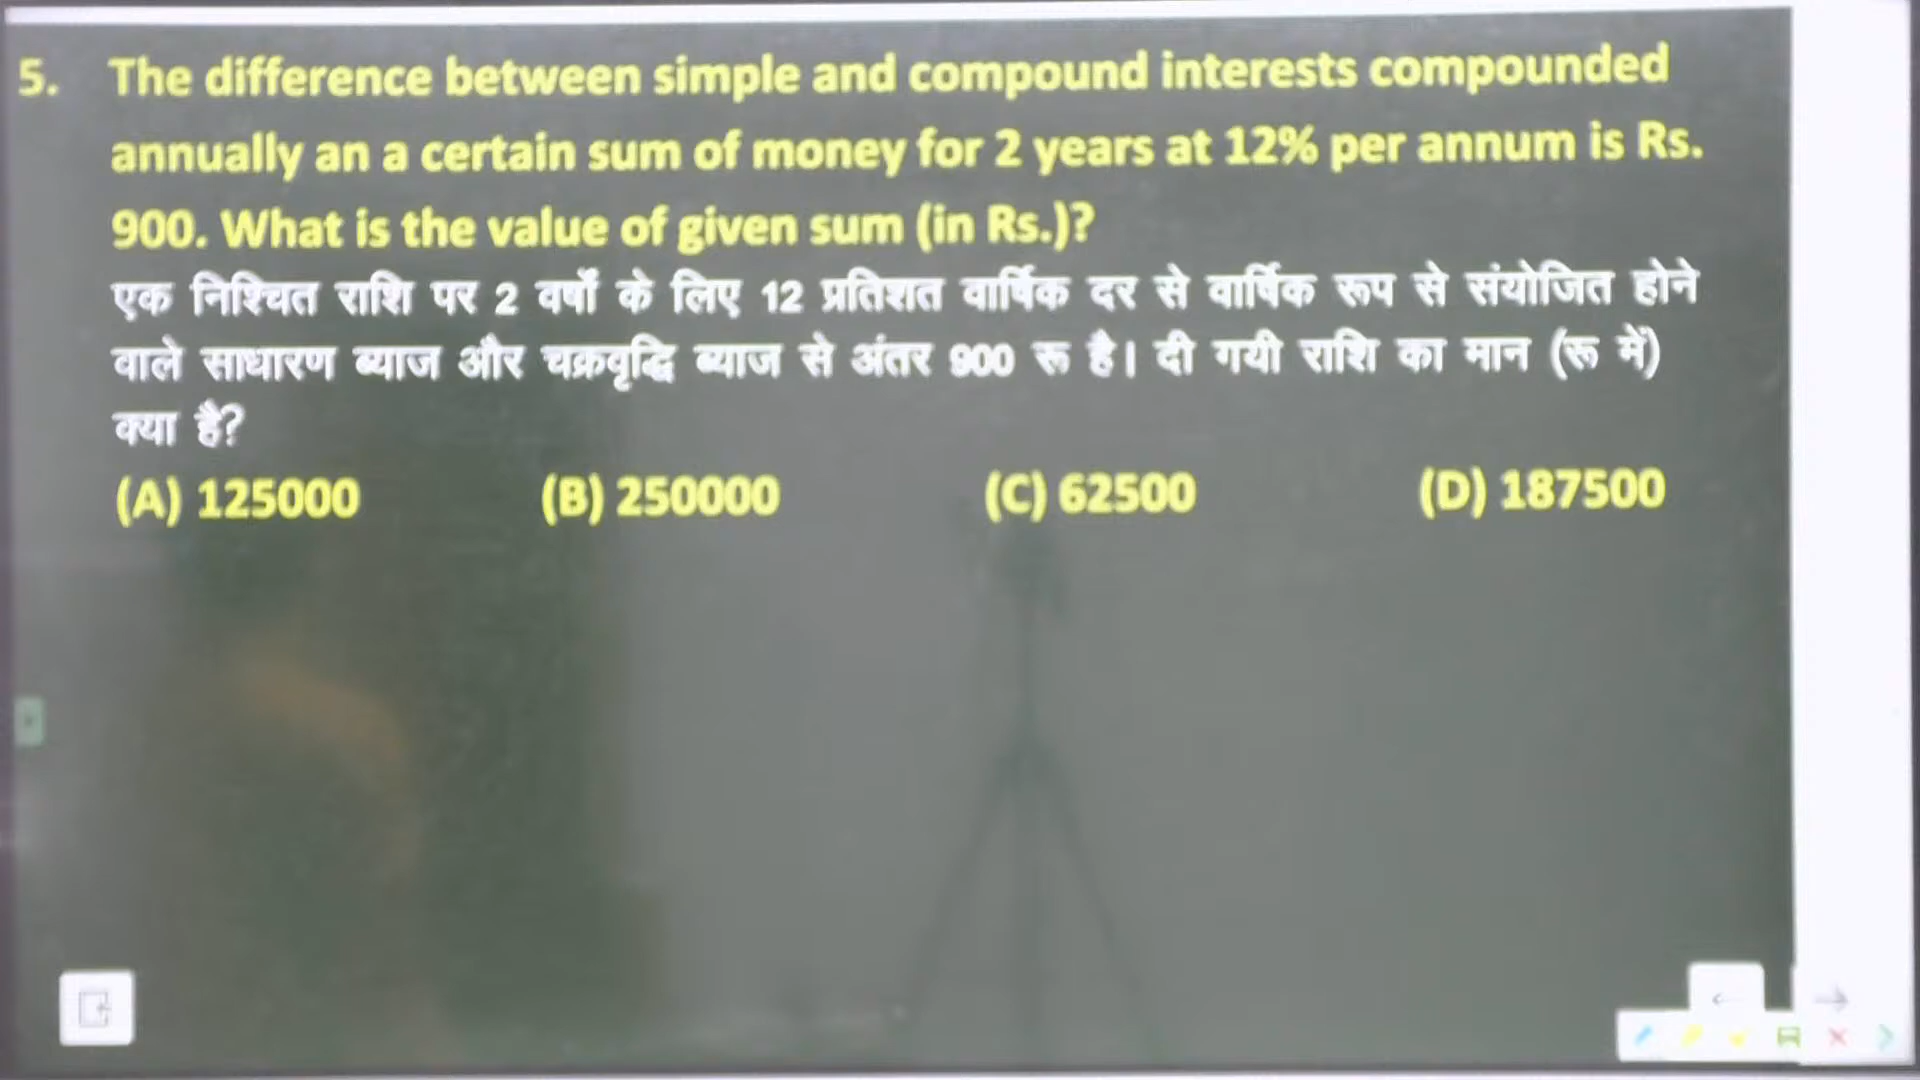 5. The difference between simple and compound interests compounded
annually an a certain sum of money for 2 years at 12% per annum is Rs.
900. What is the value of given sum (in Rs.)?
एक निश्चित राशि पर 2 वर्षों के लिए 12 प्रतिशत वार्षिक दर से वार्षिक रूप से संयोजित होने
वाले साधारण ब्याज और चक्रवृद्धि ब्याज से अंतर 900 रू है। दी गयी राशि का मान (रू में)
क्या है?
(A) 125000 (B) 250000 (C) 62500 (D) 187500